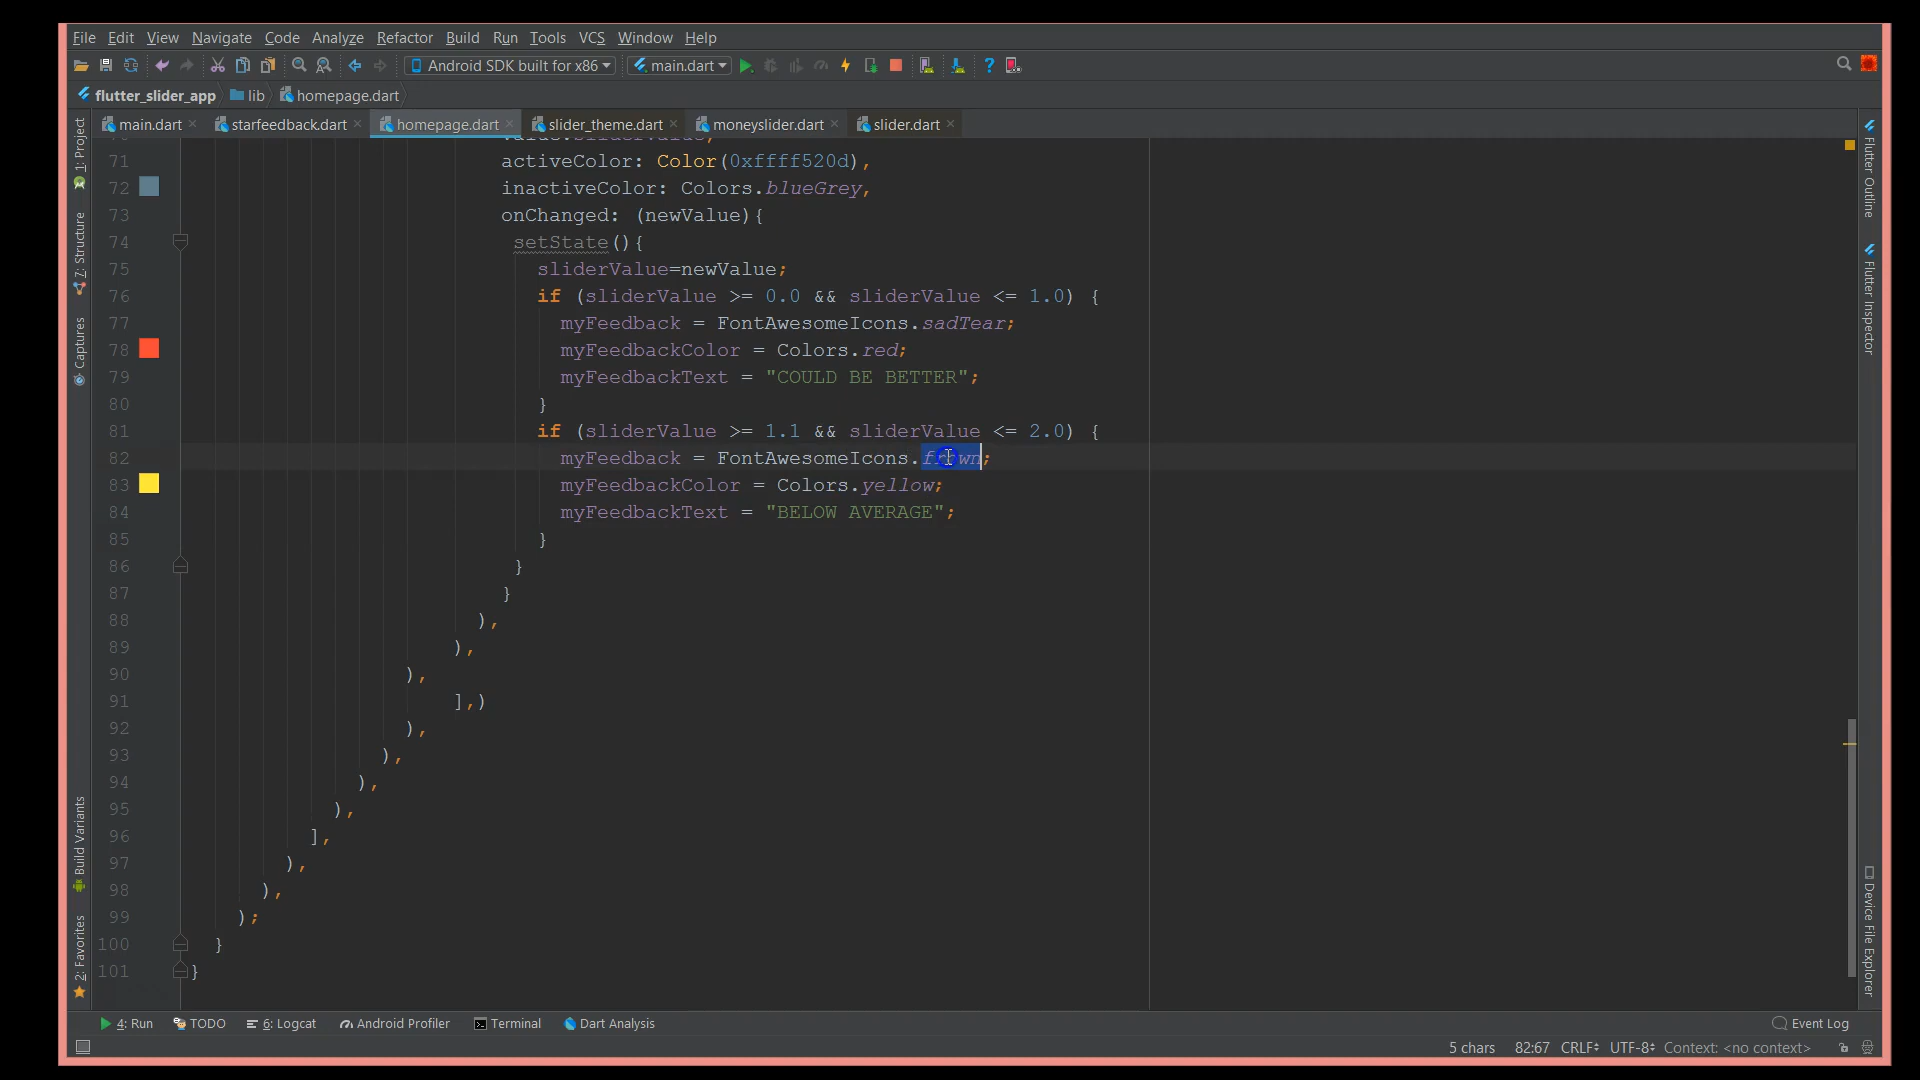 File Edit View Navigate Code Analyze Refactor Build Run Tools VCS Window Help
Android SDK built for x86 main.dart
flutter_slider_app lib homepage.dart
main.dart starfeedback.dart homepage.dart slider_theme.dart moneyslider.dart slider.dart
71 activeColor: Color(0xffff520d),
72 inactiveColor: Colors.blueGrey,
73 onChanged: (newValue){
74 setState(){
75 sliderValue=newValue;
76 if (sliderValue >= 0.0 && sliderValue <= 1.0) {
77 myFeedback = FontAwesomeIcons.sadTear;
78 myFeedbackColor = Colors.red;
79 myFeedbackText = "COULD BE BETTER";
80 }
81 if (sliderValue >= 1.1 && sliderValue <= 2.0) {
82 myFeedback = FontAwesomeIcons.frown;
83 myFeedbackColor = Colors.yellow;
84 myFeedbackText = "BELOW AVERAGE";
85 }
86 }
87 }
88 ),
89 ),
90 ),
91 ],)
92 ),
93 ),
94 ),
95 ),
96 ],
97 ),
98 ),
99 );
100 }
101 }
1: Project
7: Structure
Captures
Build Variants
2: Favorites
Flutter Outline
Flutter Inspector
Device File Explorer
4: Run TODO 6: Logcat Android Profiler Terminal Dart Analysis Event Log
5 chars 82:67 CRLF UTF-8 Context: <no context>